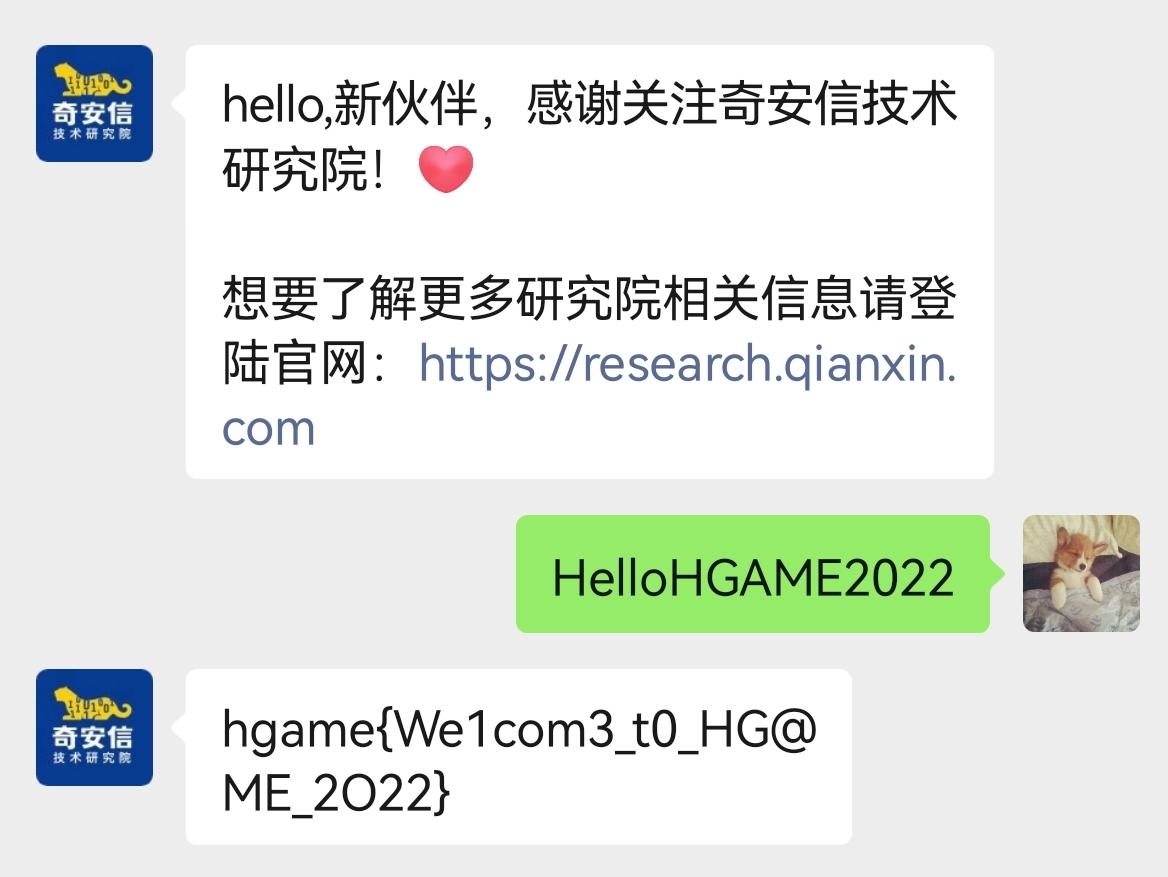 奇安信
技术研究院
hello,新伙伴，感谢关注奇安信技术
研究院！
想要了解更多研究院相关信息请登
陆官网：https://research.qianxin.
com
HelloHGAME2022
奇安信
技术研究院
hgame{We1com3_t0_HG@
ME_2O22}